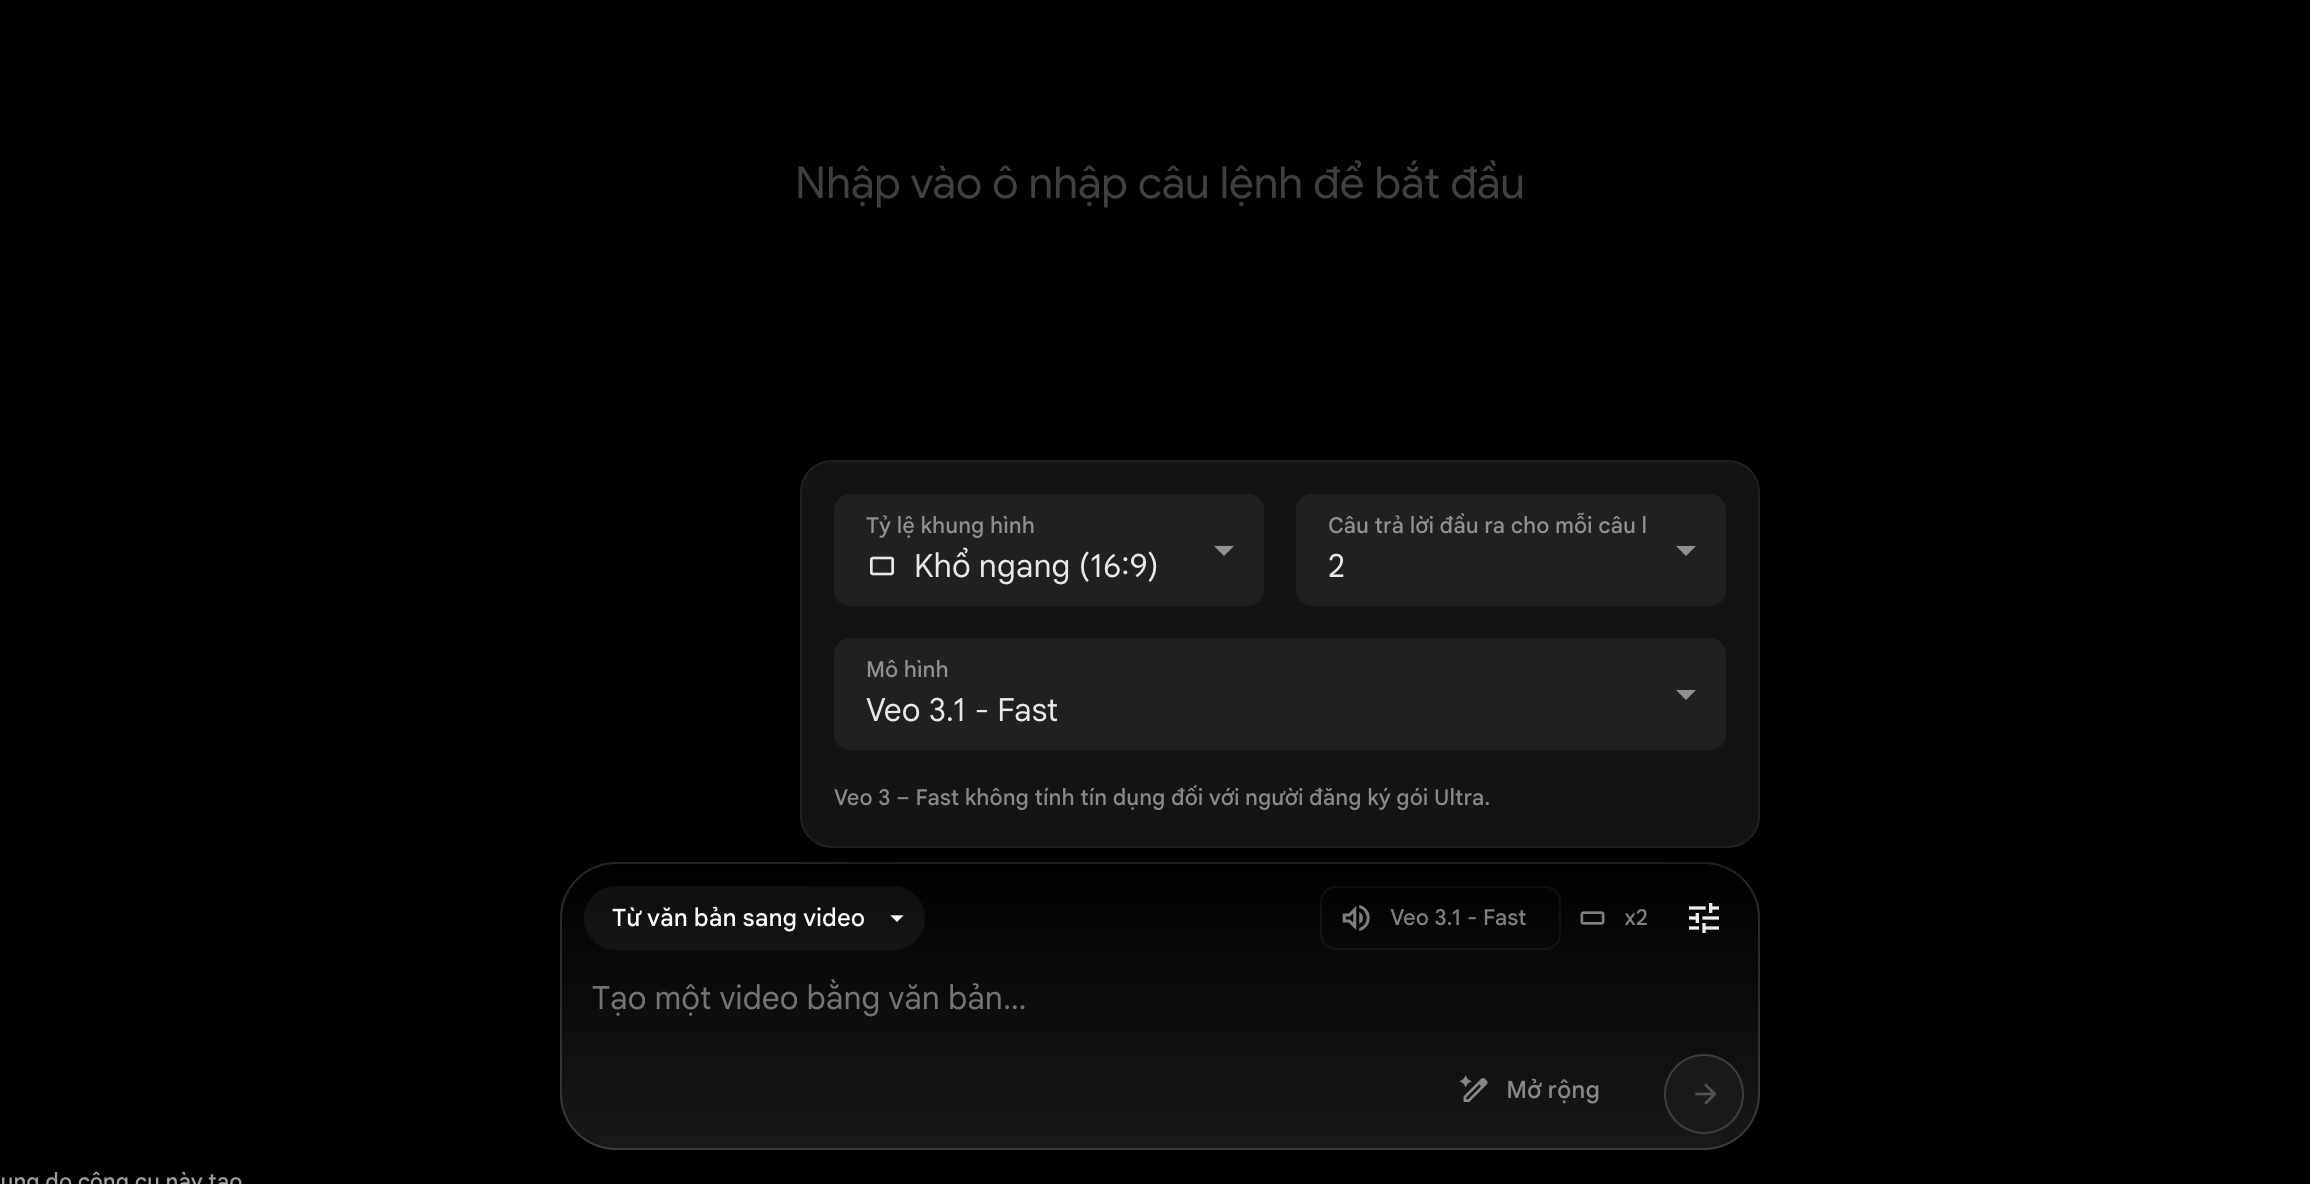 Nhập vào ô nhập câu lệnh để bắt đầu
Tỷ lệ khung hình
Khổ ngang (16:9)
Câu trả lời đầu ra cho mỗi câu l
2
Mô hình
Veo 3.1 - Fast
Veo 3 – Fast không tính tín dụng đối với người đăng ký gói Ultra.
Từ văn bản sang video
Veo 3.1 - Fast
x2
Tạo một video bằng văn bản...
Mở rộng
ung do công cụ này tạo